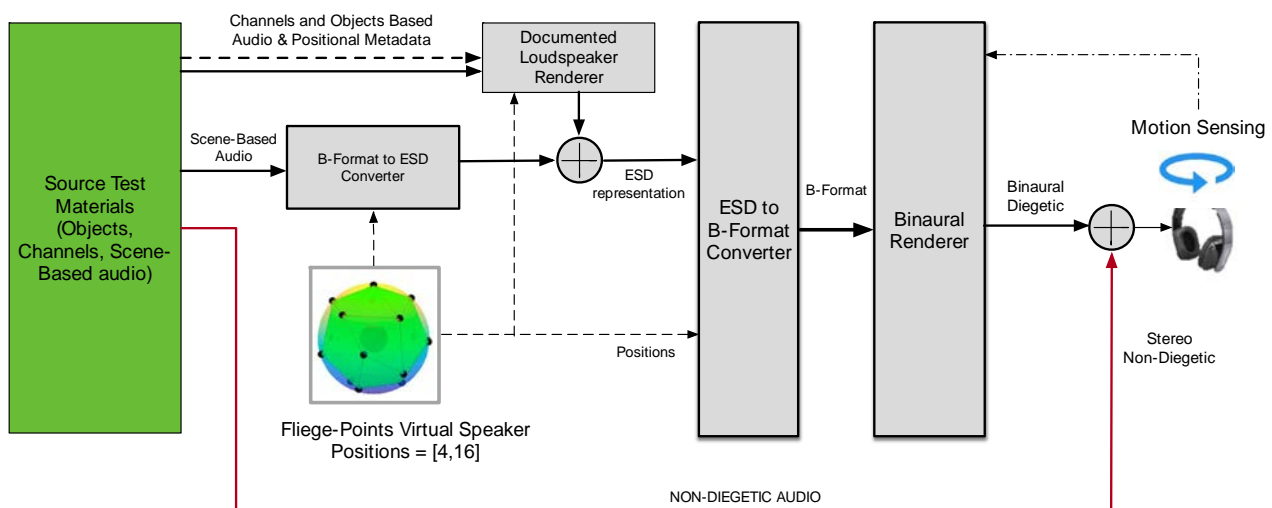 Channels and Objects Based
Audio & Positional Metadata
Documented
Loudspeaker
Renderer
Motion Sensing
Scene-Based
Audio
B-Format to ESD
Converter
ESD
representation
B-Format
Binaural
Diegetic
Source Test
Materials
(Objects,
Channels, Scene-
Based audio)
ESD to
B-Format
Converter
Binaural
Renderer
Positions
Stereo
Non-Diegetic
Fliege-Points Virtual Speaker
Positions = [4,16]
NON-DIEGETIC AUDIO